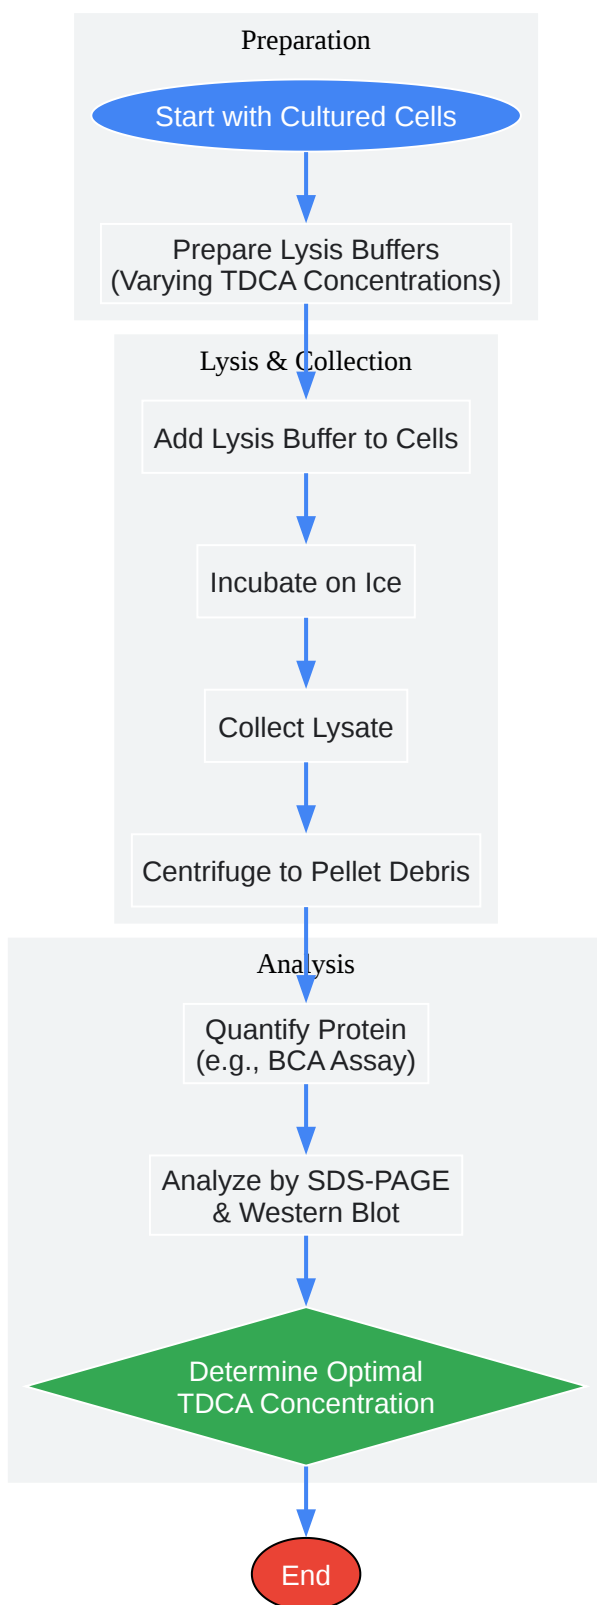 Preparation
Start with Cultured Cells
Prepare Lysis Buffers
(Varying TDCA Concentrations)
Lysis & Collection
Add Lysis Buffer to Cells
Incubate on Ice
Collect Lysate
Centrifuge to Pellet Debris
Analysis
Quantify Protein
(e.g., BCA Assay)
Analyze by SDS-PAGE
& Western Blot
Determine Optimal
TDCA Concentration
End